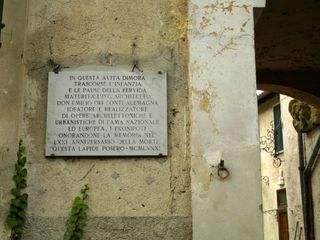 IN QUESTA AVITA DIMORA
TRASCORSE L'INFANZIA
E LE PAUSE DELLA FERVIDA
MATURITÀ L'ING. ARCHITETTO
DON EMILIO DEI CONTI ALEMAGNA
IDEATORE E REALIZZATORE
DI OPERE ARCHITETTONICHE E
URBANISTICHE DI FAMA NAZIONALE
ED EUROPEA. I PRONIPOTI
ONORANDONE LA MEMORIA NEL
LXXI ANNIVERSARIO DELLA MORTE
QUESTA LAPIDE POSERO - MCMLXXXI